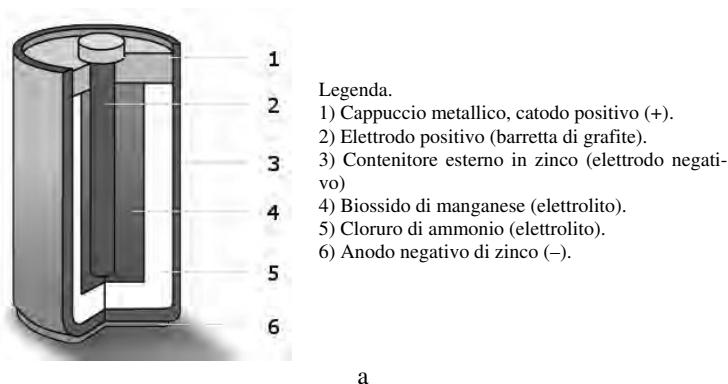 1
2
3
4
5
6
Legenda.
1) Cappuccio metallico, catodo positivo (+).
2) Elettrodo positivo (barretta di grafite).
3) Contenitore esterno in zinco (elettrodo negati-
vo)
4) Biossido di manganese (elettrolito).
5) Cloruro di ammonio (elettrolito).
6) Anodo negativo di zinco (–).
a